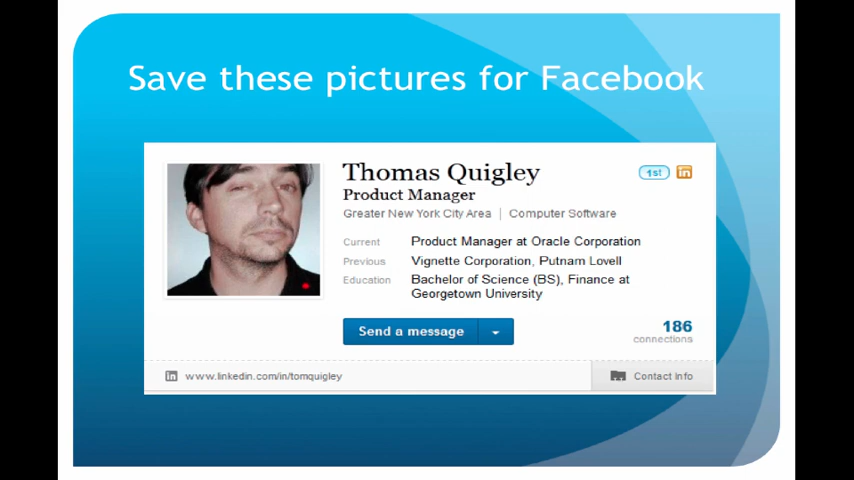 Save these pictures for Facebook
Thomas Quigley
1st in
Product Manager
Greater New York City Area | Computer Software
Current Product Manager at Oracle Corporation
Previous Vignette Corporation, Putnam Lovell
Education Bachelor of Science (BS), Finance at
Georgetown University
Send a message
186
connections
in www.linkedin.com/in/tomquigley
Contact Info